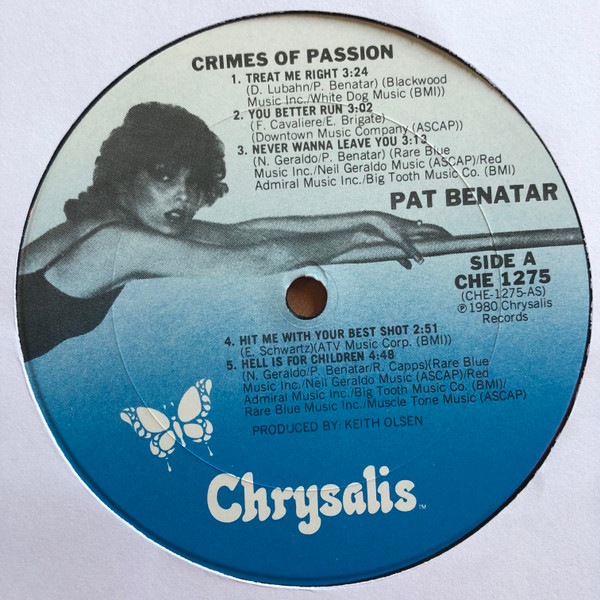 CRIMES OF PASSION
1. TREAT ME RIGHT 3:24
(D. Lubahn/P. Benatar) (Blackwood
Music Inc./White Dog Music (BMI))
2. YOU BETTER RUN 3:02
(F. Cavaliere/E. Brigate)
(Downtown Music Company (ASCAP))
3. NEVER WANNA LEAVE YOU 3:13
(N. Geraldo/P. Benatar) (Rare Blue
Music Inc./Neil Geraldo Music (ASCAP)/Red
Admiral Music Inc./Big Tooth Music Co. (BMI)
PAT BENATAR
SIDE A
CHE 1275
(CHE-1275-AS)
℗ 1980 Chrysalis
Records
4. HIT ME WITH YOUR BEST SHOT 2:51
(E. Schwartz)(ATV Music Corp. (BMI))
5. HELL IS FOR CHILDREN 4:48
(N. Geraldo/P. Benatar/R. Capps)(Rare Blue
Music Inc./Neil Geraldo Music (ASCAP)/Red
Admiral Music Inc./Big Tooth Music Co. (BMI)/
Rare Blue Music Inc./Muscle Tone Music (ASCAP)
PRODUCED BY: KEITH OLSEN
Chrysalis™